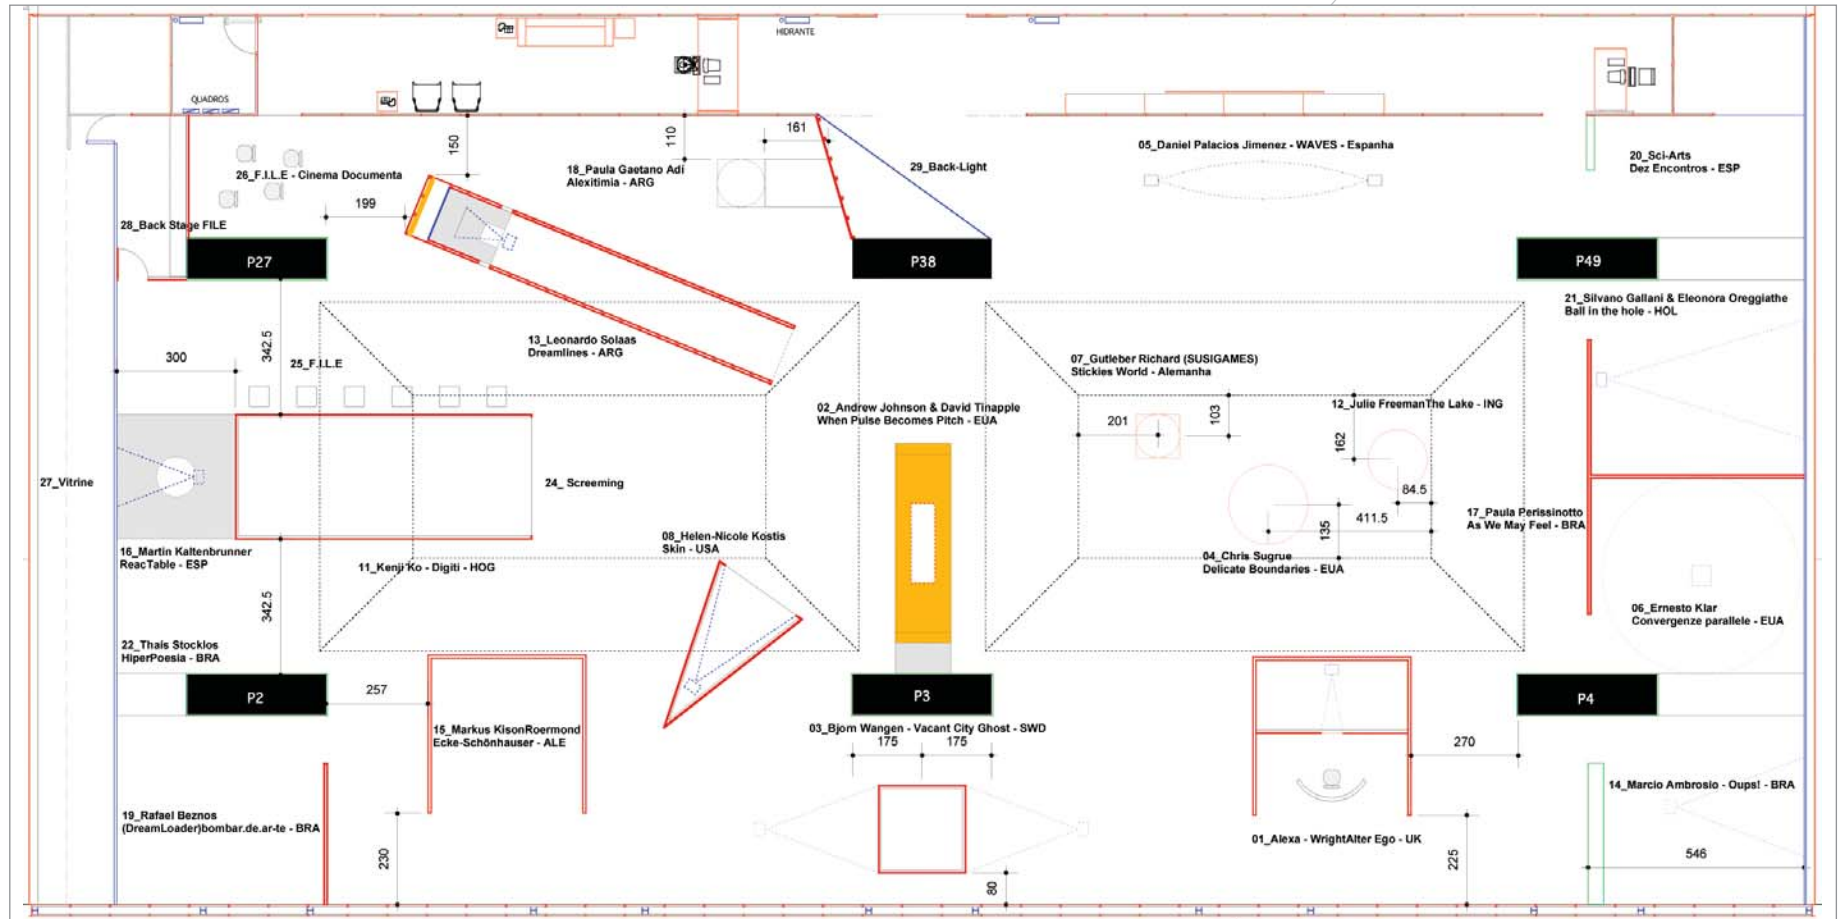 HIDRANTE
QUADROS
150
110
161
05_Daniel Palacios Jimenez - WAVES - Espanha
20_Sci-Arts
Dez Encontros - ESP
26_F.I.L.E - Cinema Documenta
18_Paula Gaetano Adi
Alexitimia - ARG
29_Back-Light
199
28_Back Stage FILE
P27
P38
P49
21_Silvano Gallani & Eleonora Oreggiathe
Ball in the hole - HOL
342.5
300
25_F.I.L.E
13_Leonardo Solaas
Dreamlines - ARG
07_Gutleber Richard (SUSIGAMES)
Stickies World - Alemanha
02_Andrew Johnson & David Tinapple
When Pulse Becomes Pitch - EUA
12_Julie FreemanThe Lake - ING
201
103
162
27_Vitrine
24_ Screeming
84.5
411.5
135
17_Paula Perissinotto
As We May Feel - BRA
08_Helen-Nicole Kostis
Skin - USA
16_Martin Kaltenbrunner
ReacTable - ESP
11_Kenji Ko - Digiti - HOG
04_Chris Sugrue
Delicate Boundaries - EUA
342.5
06_Ernesto Klar
Convergenze parallele - EUA
22_Thais Stocklos
HiperPoesia - BRA
P2
257
P3
P4
15_Markus KisonRoermond
Ecke-Schönhauser - ALE
03_Bjorn Wangen - Vacant City Ghost - SWD
175
175
270
14_Marcio Ambrosio - Oups! - BRA
19_Rafael Beznos
(DreamLoader)bombar.de.ar-te - BRA
01_Alexa - WrightAlter Ego - UK
230
225
546
80